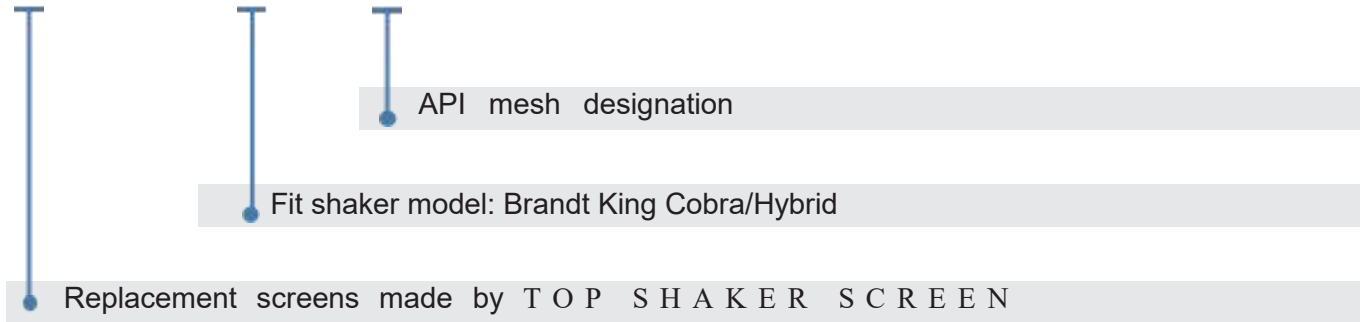 API mesh designation
Fit shaker model: Brandt King Cobra/Hybrid
Replacement screens made by TOP SHAKER SCREEN